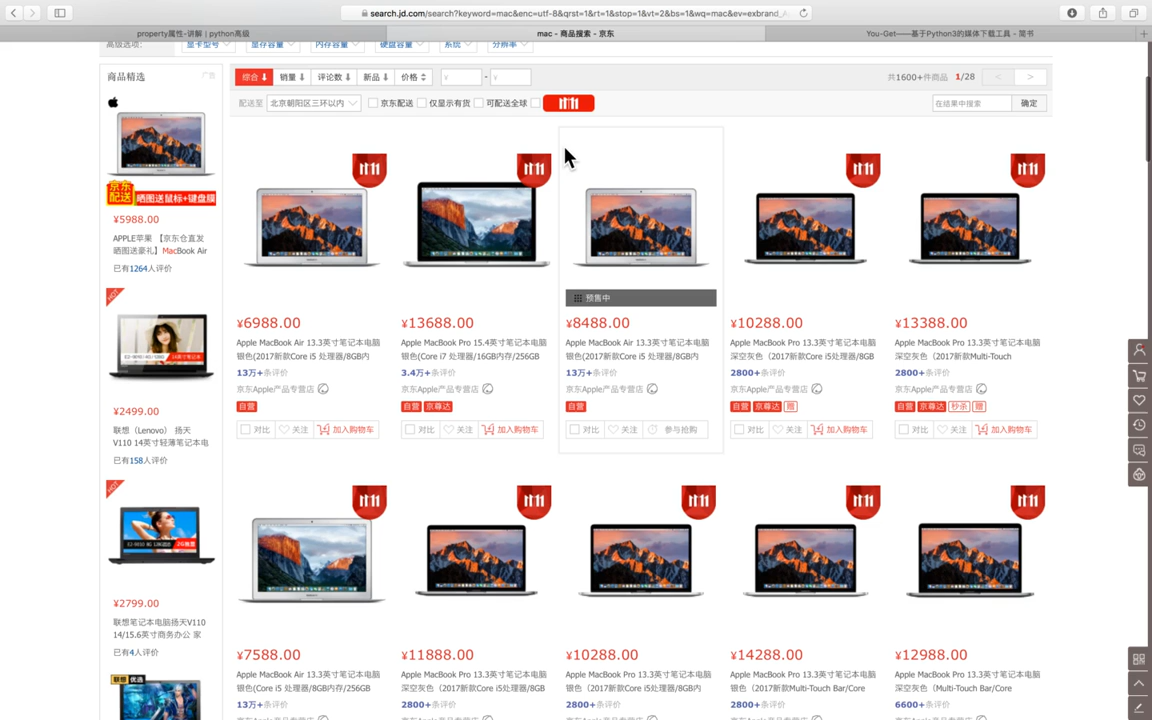 search.jd.com/search?keyword=mac&enc=utf-8&qrst=1&rt=1&stop=1&vt=2&bs=1&wq=mac&ev=exbrand_A
property属性-讲解 | python高级
mac - 商品搜索 - 京东
You-Get——基于Python3的媒体下载工具 - 简书
高级选项:
显卡型号
显存容量
内存容量
硬盘容量
系统
分辨率
商品精选
广告
综合
销量
评论数
新品
价格
¥
-
¥
共1600+件商品
1/28
<
>
配送至
北京朝阳区三环以内
京东配送
仅显示有货
可配送全球
11.11
在结果中搜索
确定
京东配送
晒图送鼠标+键盘膜
¥5988.00
APPLE苹果 【京东仓直发
晒图送豪礼】MacBook Air
已有1264人评价
HOT
¥2499.00
联想（Lenovo） 扬天
V110 14英寸轻薄笔记本电
已有158人评价
HOT
¥2799.00
联想笔记本电脑扬天V110
14/15.6英寸商务办公 家
已有4人评价
联想 优选
11.11
¥6988.00
Apple MacBook Air 13.3英寸笔记本电脑
银色(2017新款Core i5 处理器/8GB内
13万+条评价
京东Apple产品专营店
自营
对比
关注
加入购物车
11.11
¥13688.00
Apple MacBook Pro 15.4英寸笔记本电脑
银色(Core i7 处理器/16GB内存/256GB
3.4万+条评价
京东Apple产品专营店
自营
京尊达
对比
关注
加入购物车
预售中
¥8488.00
Apple MacBook Air 13.3英寸笔记本电脑
银色(2017新款Core i5 处理器/8GB内
13万+条评价
京东Apple产品专营店
自营
对比
关注
参与抢购
11.11
¥10288.00
Apple MacBook Pro 13.3英寸笔记本电脑
深空灰色（2017新款Core i5处理器/8GB
2800+条评价
京东Apple产品专营店
自营
京尊达
赠
对比
关注
加入购物车
11.11
¥13388.00
Apple MacBook Pro 13.3英寸笔记本电脑
深空灰色（2017新款Multi-Touch
2800+条评价
京东Apple产品专营店
自营
京尊达
秒杀
赠
对比
关注
加入购物车
11.11
¥7588.00
Apple MacBook Air 13.3英寸笔记本电脑
银色(Core i5 处理器/8GB内存/256GB
13万+条评价
11.11
¥11888.00
Apple MacBook Pro 13.3英寸笔记本电脑
深空灰色（2017新款Core i5处理器/8GB
2800+条评价
11.11
¥10288.00
Apple MacBook Pro 13.3英寸笔记本电脑
银色（2017新款Core i5处理器/8GB内
2800+条评价
11.11
¥14288.00
Apple MacBook Pro 13.3英寸笔记本电脑
银色（2017新款Multi-Touch Bar/Core
2800+条评价
11.11
¥12988.00
Apple MacBook Pro 13.3英寸笔记本电脑
深空灰色（Multi-Touch Bar/Core
6600+条评价